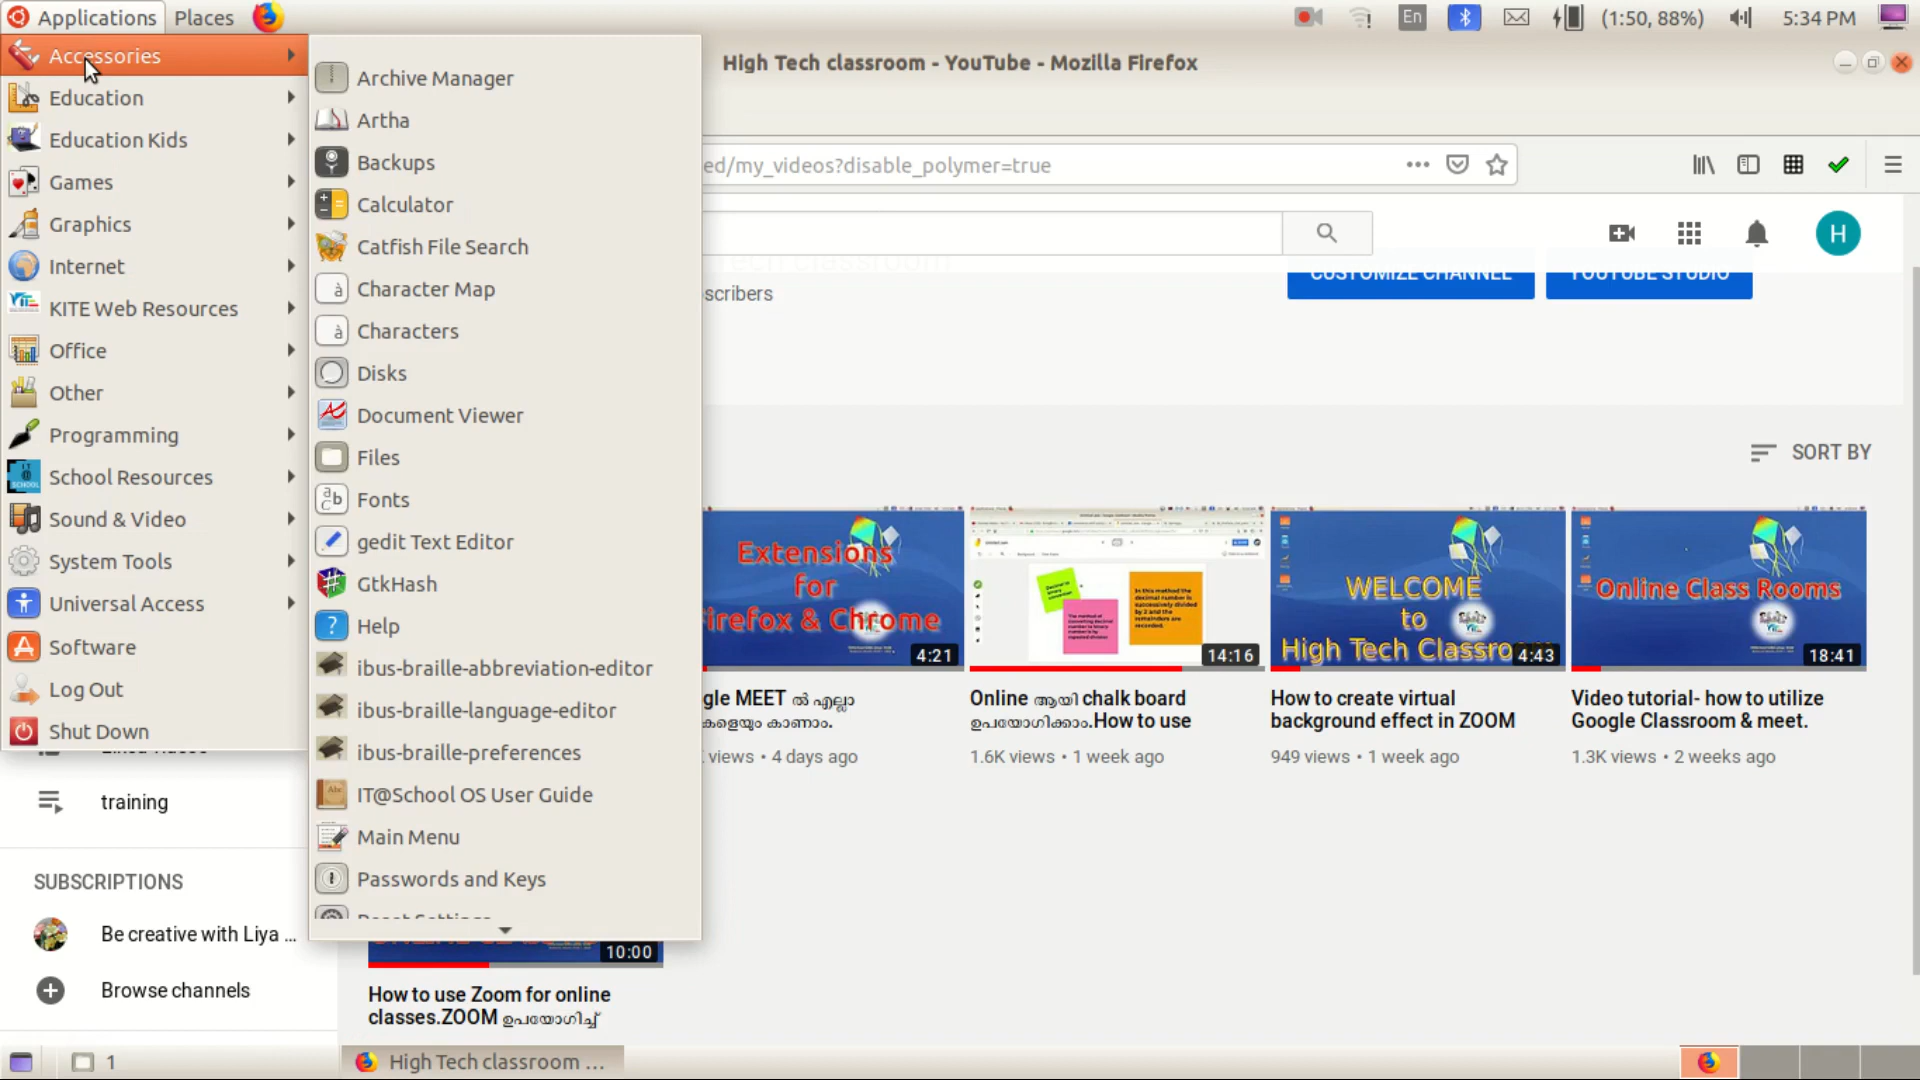 Applications Places En (1:50, 88%) 5:34 PM
Accessories
Education
Education Kids
Games
Graphics
Internet
KITE Web Resources
Office
Other
Programming
School Resources
Sound & Video
System Tools
Universal Access
Software
Log Out
Shut Down
Archive Manager
Artha
Backups
Calculator
Catfish File Search
Character Map
Characters
Disks
Document Viewer
Files
Fonts
gedit Text Editor
GtkHash
Help
ibus-braille-abbreviation-editor
ibus-braille-language-editor
ibus-braille-preferences
IT@School OS User Guide
Main Menu
Passwords and Keys
High Tech classroom - YouTube - Mozilla Firefox
ed/my_videos?disable_polymer=true
H
CUSTOMIZE CHANNEL YOUTUBE STUDIO
scribers
SORT BY
Extensions
for
Firefox & Chrome
4:21
14:16
WELCOME
to
High Tech Classroo
4:43
Online Class Rooms
18:41
gle MEET ൽ എല്ലാ
കളെയും കാണാം.
views • 4 days ago
Online ആയി chalk board
ഉപയോഗിക്കാം.How to use
1.6K views • 1 week ago
How to create virtual
background effect in ZOOM
949 views • 1 week ago
Video tutorial- how to utilize
Google Classroom & meet.
1.3K views • 2 weeks ago
training
SUBSCRIPTIONS
Be creative with Liya ...
Browse channels
10:00
How to use Zoom for online
classes.ZOOM ഉപയോഗിച്ച്
1 High Tech classroom ...